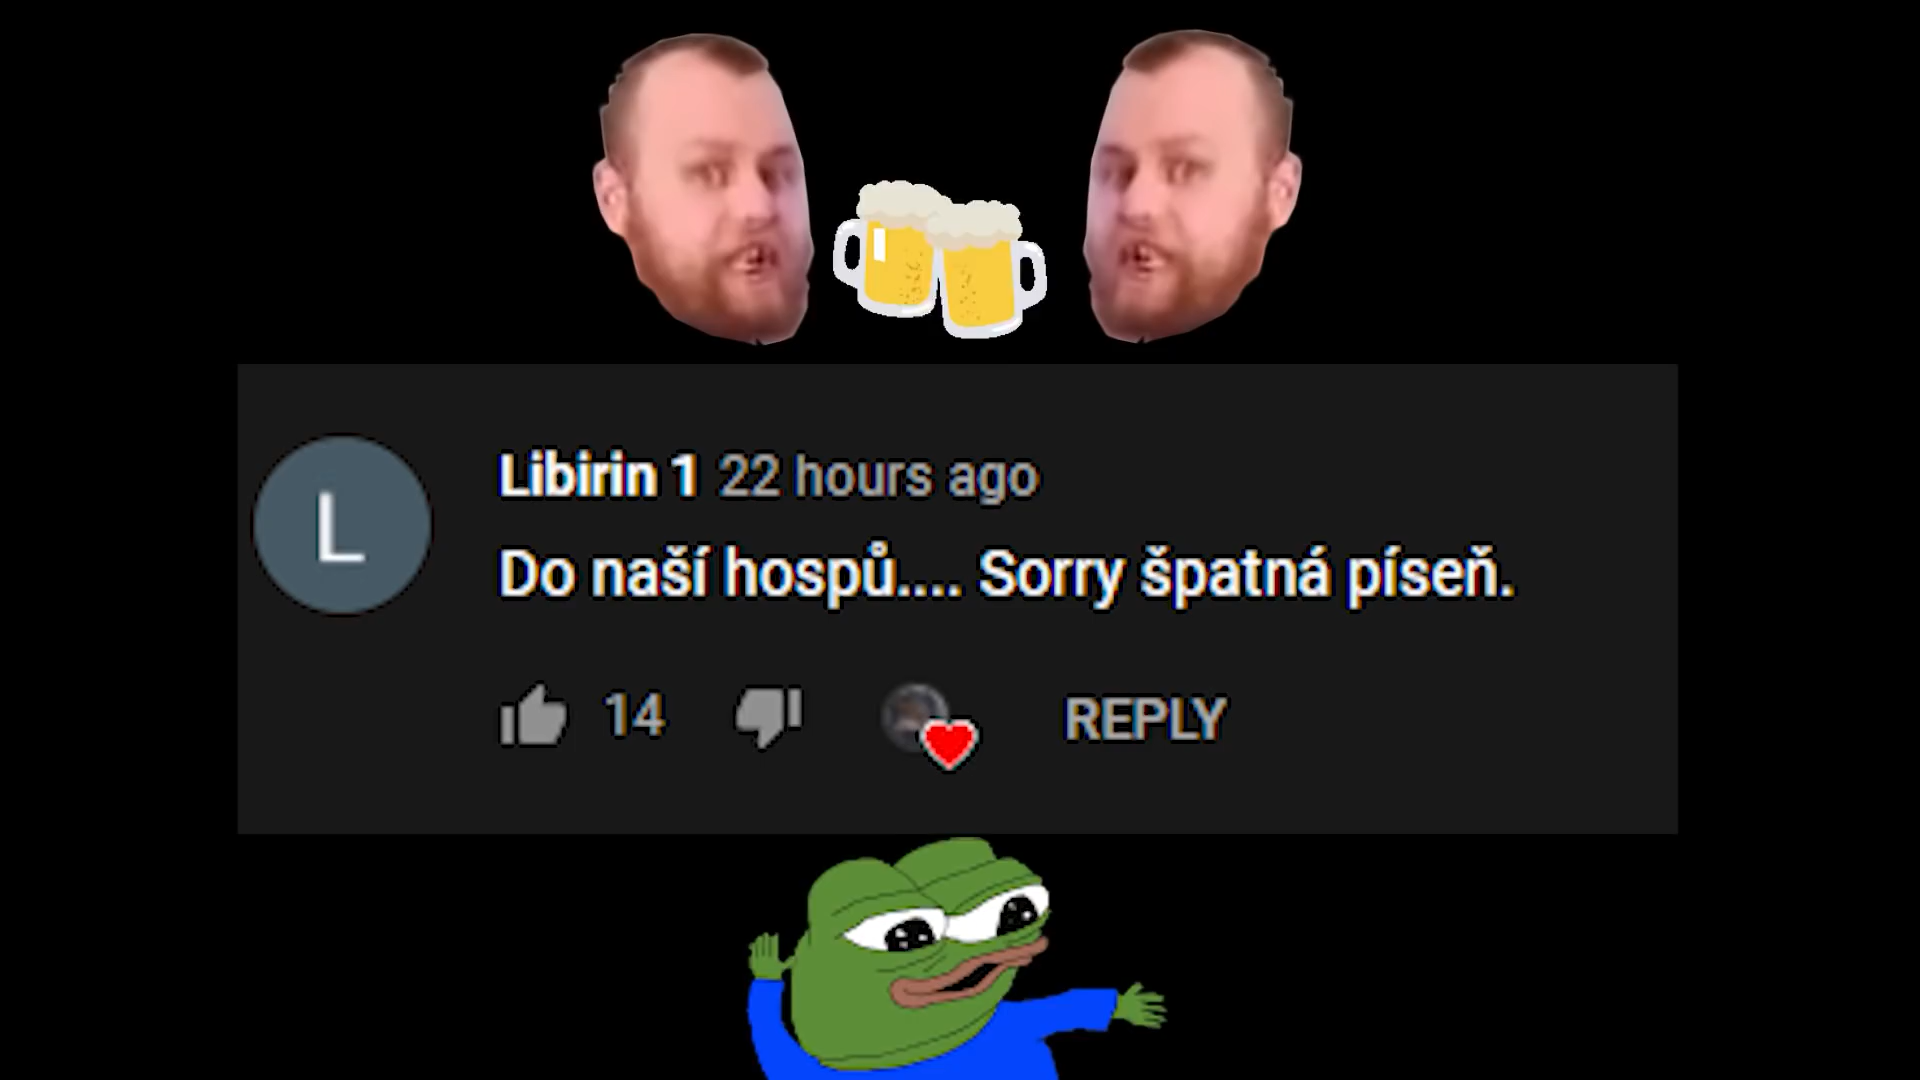 L
Libirin 1 22 hours ago
Do naší hospů.... Sorry špatná píseň.
14 REPLY